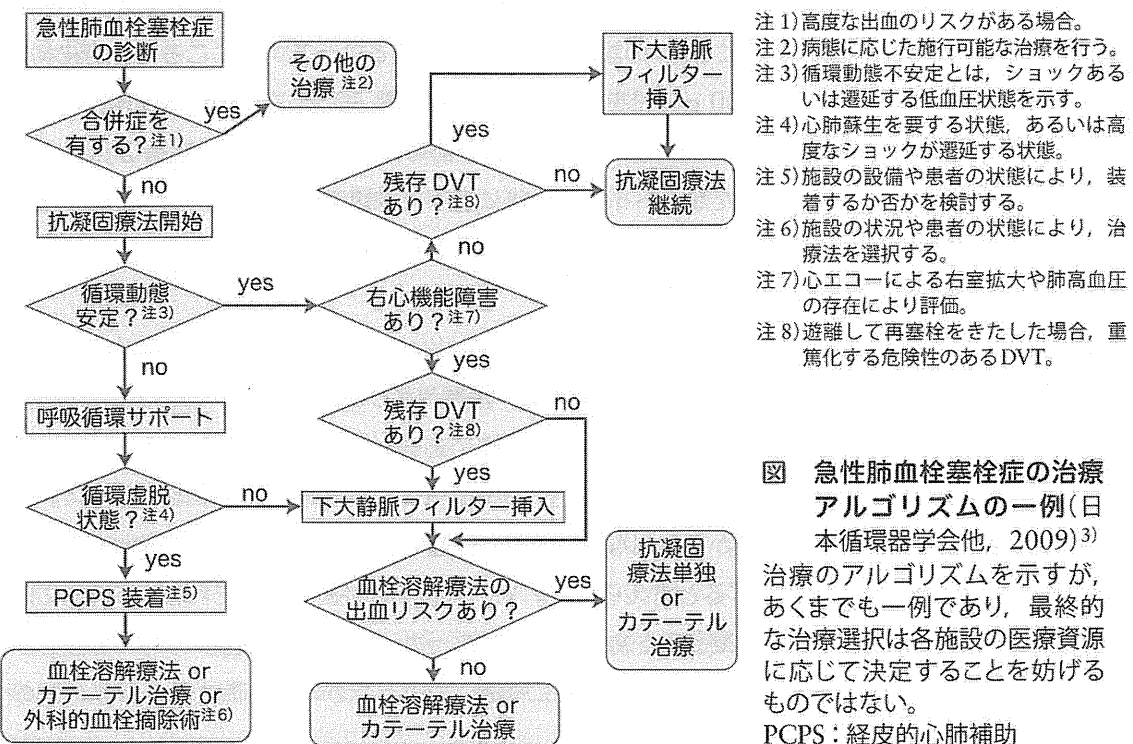 急性肺血栓塞栓症
の診断
合併症を
有する?注1)
yes
その他の
治療 注2)
no
抗凝固療法開始
循環動態
安定?注3)
yes
no
呼吸循環サポート
循環虚脱
状態?注4)
no
yes
PCPS 装着注5)
血栓溶解療法 or
カテーテル治療 or
外科的血栓摘除術注6)
下大静脈
フィルター
挿入
yes
残存 DVT
あり?注8)
no
抗凝固療法
継続
no
右心機能障害
あり?注7)
yes
残存 DVT
あり?注8)
no
yes
下大静脈フィルター挿入
血栓溶解療法の
出血リスクあり?
yes
抗凝固
療法単独
or
カテーテル
治療
no
血栓溶解療法 or
カテーテル治療
注 1)高度な出血のリスクがある場合。
注 2)病態に応じた施行可能な治療を行う。
注 3)循環動態不安定とは,ショックある
いは遷延する低血圧状態を示す。
注 4)心肺蘇生を要する状態,あるいは高
度なショックが遷延する状態。
注 5)施設の設備や患者の状態により,装
着するか否かを検討する。
注 6)施設の状況や患者の状態により,治
療法を選択する。
注 7)心エコーによる右室拡大や肺高血圧
の存在により評価。
注 8)遊離して再塞栓をきたした場合,重
篤化する危険性のあるDVT。
図 急性肺血栓塞栓症の治療
アルゴリズムの一例(日
本循環器学会他,2009)3)
治療のアルゴリズムを示すが,
あくまでも一例であり,最終的
な治療選択は各施設の医療資源
に応じて決定することを妨げる
ものではない。
PCPS:経皮的心肺補助